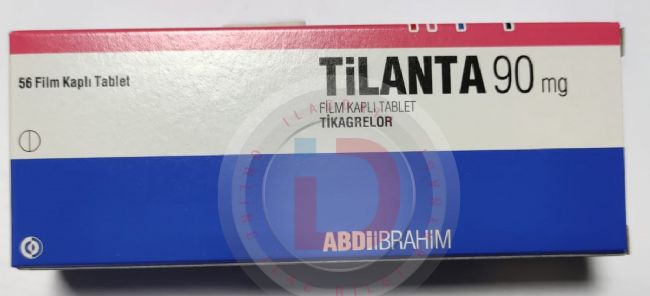 56 Film Kaplı Tablet
TiLANTA 90 mg
FİLM KAPLI TABLET
TİKAGRELOR
ABDİİBRAHİM